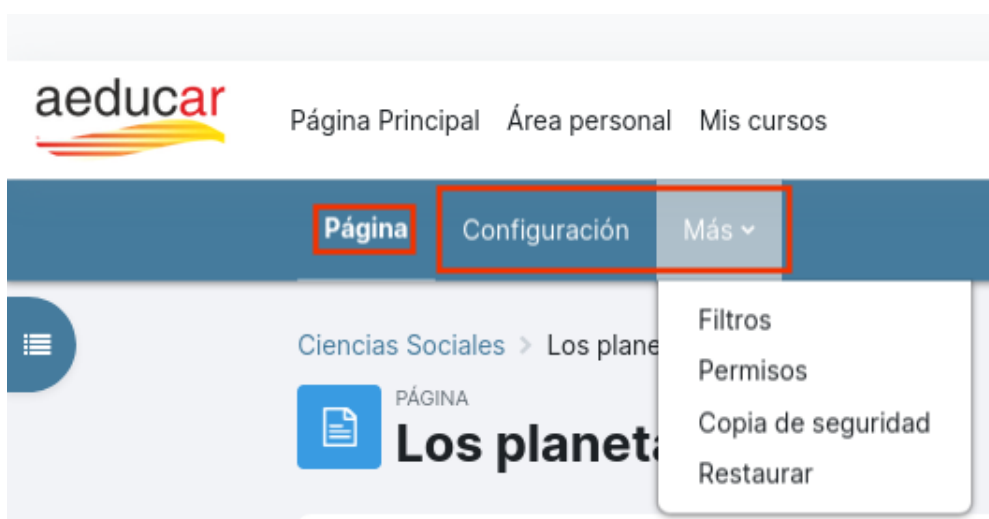 aeducar
Página Principal Área personal Mis cursos
Página Configuración Más
Filtros
Ciencias Sociales > Los plane
Permisos
PÁGINA
Copia de seguridad
Los planeta
Restaurar